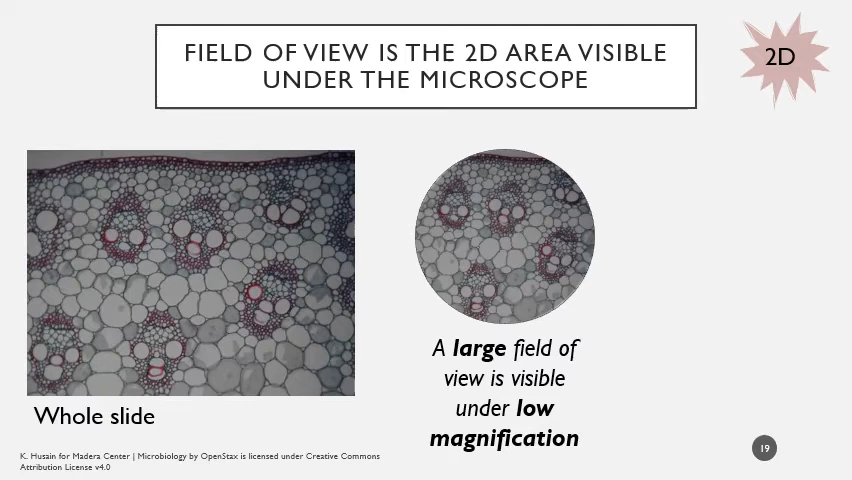 FIELD OF VIEW IS THE 2D AREA VISIBLE
UNDER THE MICROSCOPE
2D
Whole slide
A large field of
view is visible
under low
magnification
K. Husain for Madera Center | Microbiology by OpenStax is licensed under Creative Commons
Attribution License v4.0
19